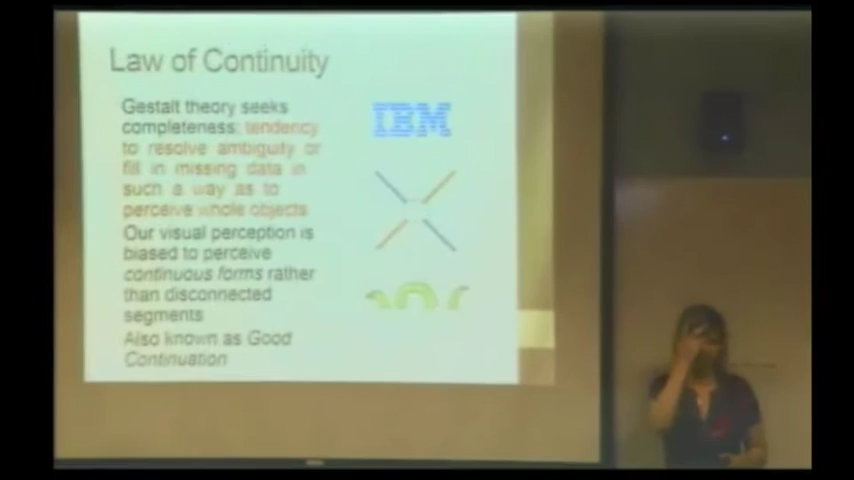 Law of Continuity
Gestalt theory seeks
completeness; tendency
to resolve ambiguity or
fill in missing data in
such a way as to
perceive whole objects
Our visual perception is
biased to perceive
continuous forms rather
than disconnected
segments
Also known as Good
Continuation
IBM